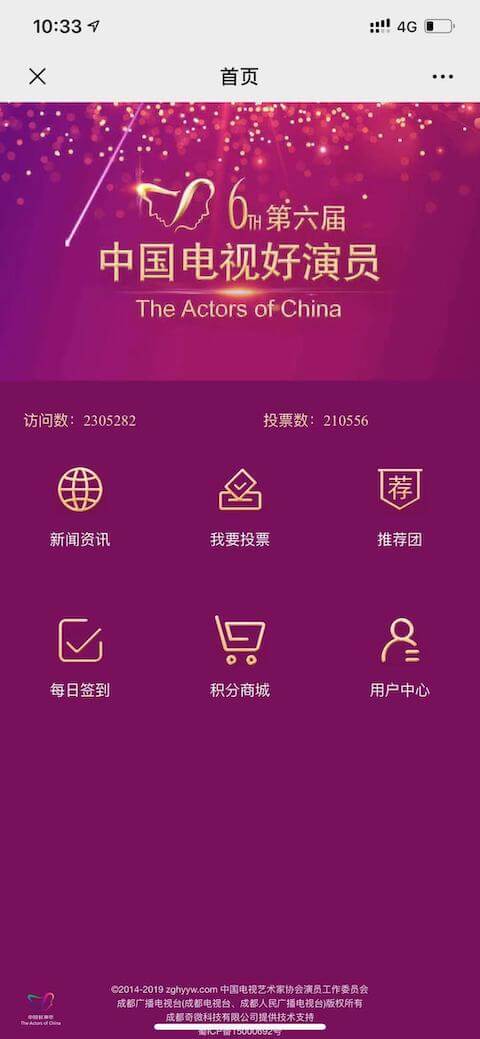 10:33
4G
首页
6TH 第六届
中国电视好演员
The Actors of China
访问数：2305282 投票数：210556
新闻资讯 我要投票 荐 推荐团
每日签到 积分商城 用户中心
©2014-2019 zghyyw.com 中国电视艺术家协会演员工作委员会
成都广播电视台(成都电视台、成都人民广播电视台)版权所有
成都奇微科技有限公司提供技术支持
蜀ICP备15000692号
中国好演员
The Actors of China